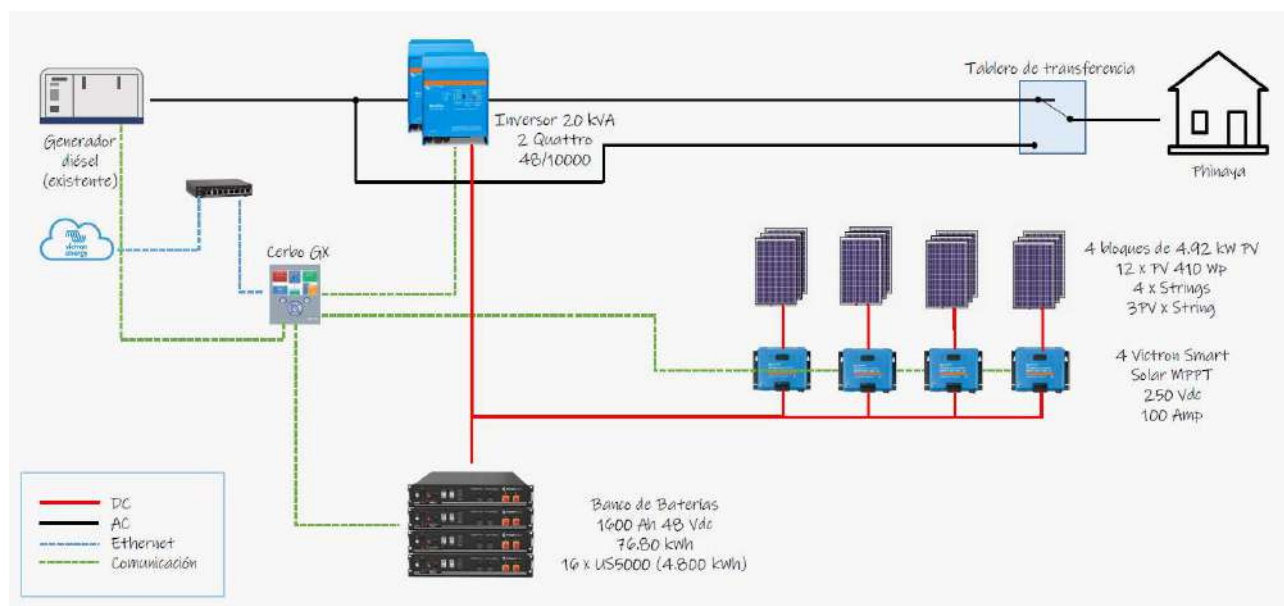 Tablero de transferencia
Inversor 20 kVA
2 Quattro
48/10000
Generador
diésel
(existente)
Phinaya
victron
energy
Cerbo GX
4 bloques de 4.92 kW PV
12 x PV 410 Wp
4 x Strings
3PV x String
4 Victron Smart
Solar MPPT
250 Vdc
100 Amp
Banco de Baterías
1600 Ah 48 Vdc
76.80 kWh
16 x US5000 (4.800 kWh)
DC
AC
Ethernet
Comunicación